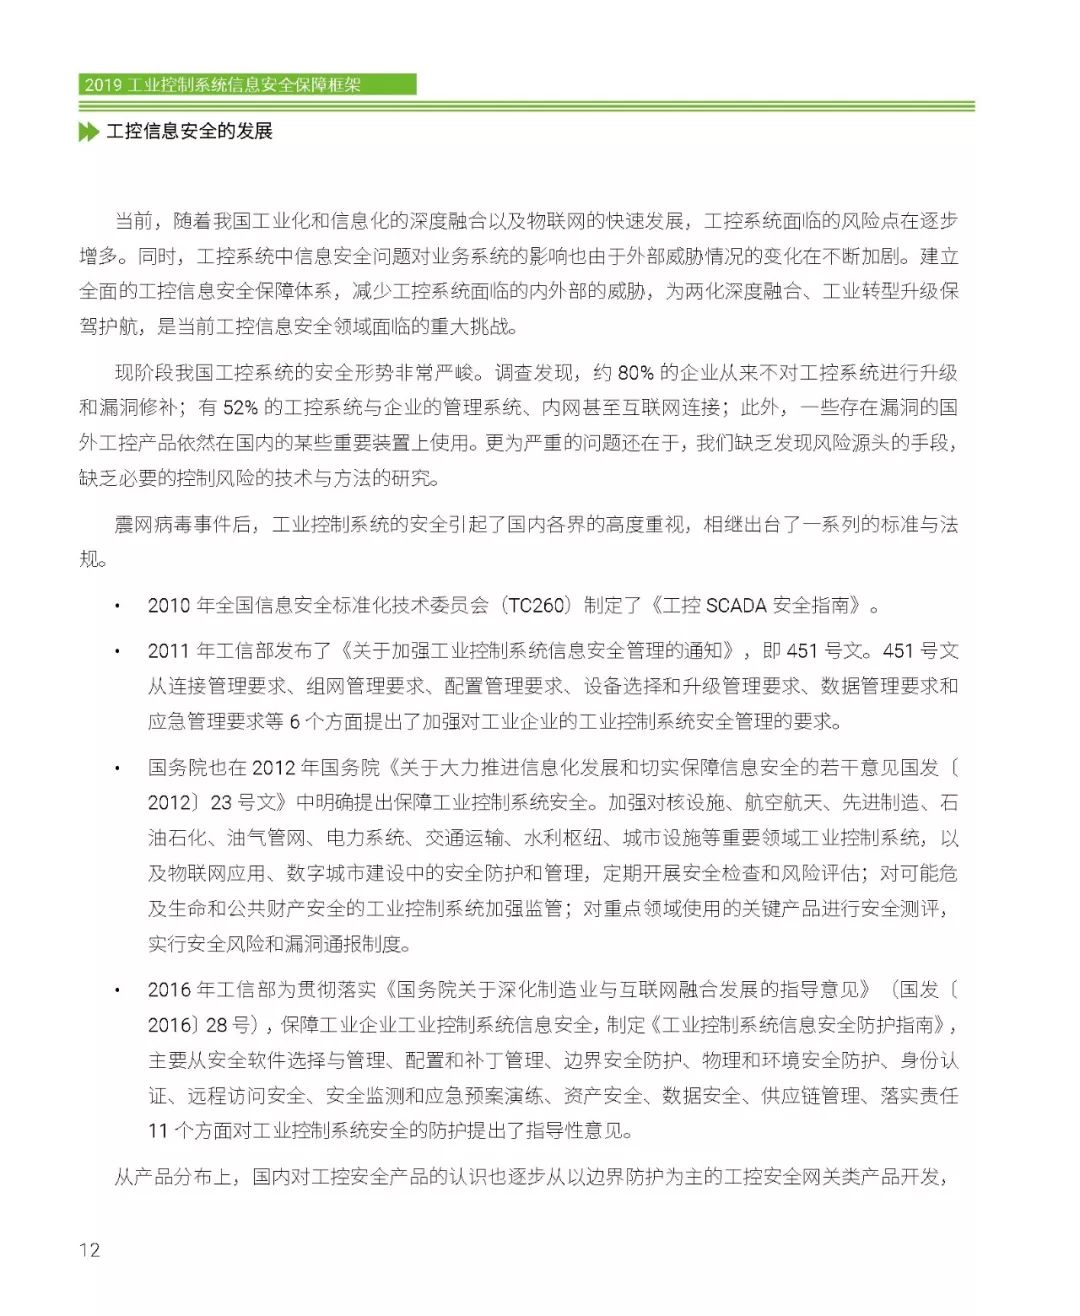 2019 工业控制系统信息安全保障框架
工控信息安全的发展
当前，随着我国工业化和信息化的深度融合以及物联网的快速发展，工控系统面临的风险点在逐步
增多。同时，工控系统中信息安全问题对业务系统的影响也由于外部威胁情况的变化在不断加剧。建立
全面的工控信息安全保障体系，减少工控系统面临的内外部的威胁，为两化深度融合、工业转型升级保
驾护航，是当前工控信息安全领域面临的重大挑战。
现阶段我国工控系统的安全形势非常严峻。调查发现，约 80% 的企业从来不对工控系统进行升级
和漏洞修补；有 52% 的工控系统与企业的管理系统、内网甚至互联网连接；此外，一些存在漏洞的国
外工控产品依然在国内的某些重要装置上使用。更为严重的问题还在于，我们缺乏发现风险源头的手段，
缺乏必要的控制风险的技术与方法的研究。
震网病毒事件后，工业控制系统的安全引起了国内各界的高度重视，相继出台了一系列的标准与法
规。
• 2010 年全国信息安全标准化技术委员会（TC260）制定了《工控 SCADA 安全指南》。
• 2011 年工信部发布了《关于加强工业控制系统信息安全管理的通知》，即 451 号文。451 号文
从连接管理要求、组网管理要求、配置管理要求、设备选择和升级管理要求、数据管理要求和
应急管理要求等 6 个方面提出了加强对工业企业的工业控制系统安全管理的要求。
• 国务院也在 2012 年国务院《关于大力推进信息化发展和切实保障信息安全的若干意见国发〔
2012〕23 号文》中明确提出保障工业控制系统安全。加强对核设施、航空航天、先进制造、石
油石化、油气管网、电力系统、交通运输、水利枢纽、城市设施等重要领域工业控制系统，以
及物联网应用、数字城市建设中的安全防护和管理，定期开展安全检查和风险评估；对可能危
及生命和公共财产安全的工业控制系统加强监管；对重点领域使用的关键产品进行安全测评，
实行安全风险和漏洞通报制度。
• 2016 年工信部为贯彻落实《国务院关于深化制造业与互联网融合发展的指导意见》（国发〔
2016〕28 号），保障工业企业工业控制系统信息安全，制定《工业控制系统信息安全防护指南》，
主要从安全软件选择与管理、配置和补丁管理、边界安全防护、物理和环境安全防护、身份认
证、远程访问安全、安全监测和应急预案演练、资产安全、数据安全、供应链管理、落实责任
11 个方面对工业控制系统安全的防护提出了指导性意见。
从产品分布上，国内对工控安全产品的认识也逐步从以边界防护为主的工控安全网关类产品开发，
12